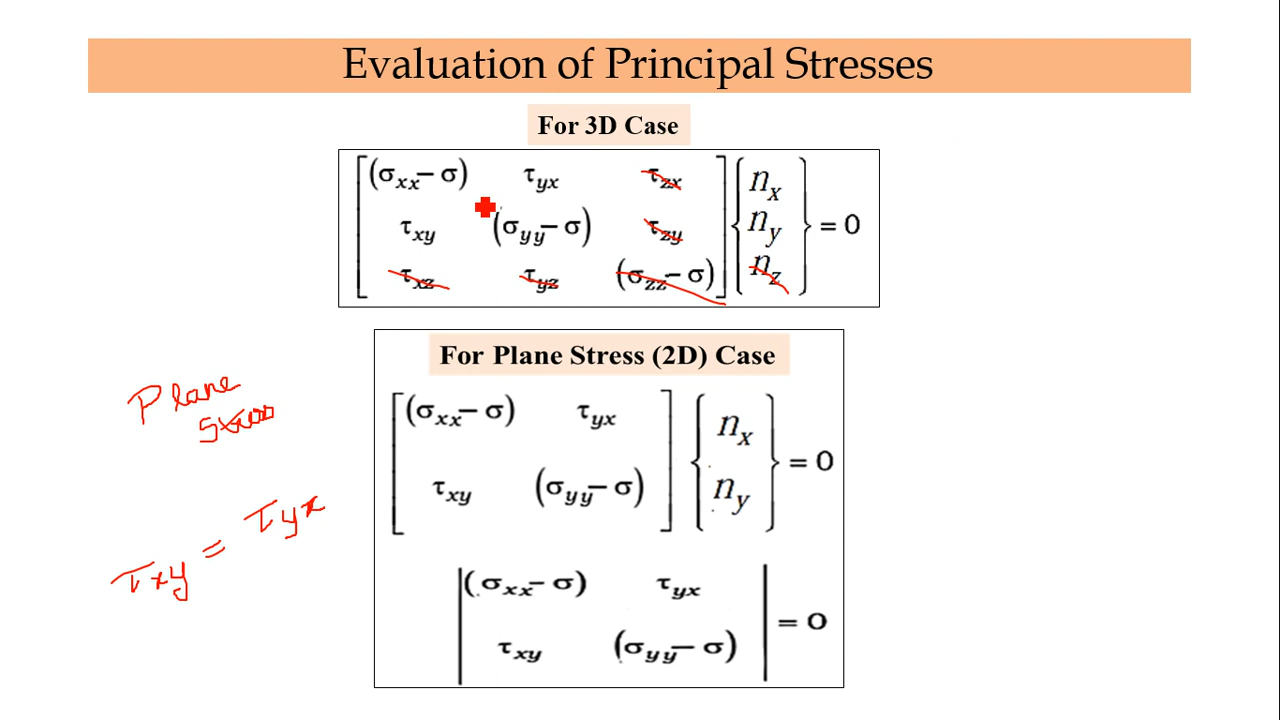 Evaluation of Principal Stresses
For 3D Case
(σxx − σ) τyx τzx nx
τxy (σyy − σ) τzy ny = 0
τxz τyz (σzz − σ) nz
For Plane Stress (2D) Case
Plane
Stress
(σxx − σ) τyx nx
= 0
τxy (σyy − σ) ny
τxy = τyx
(σxx − σ) τyx
= 0
τxy (σyy − σ)